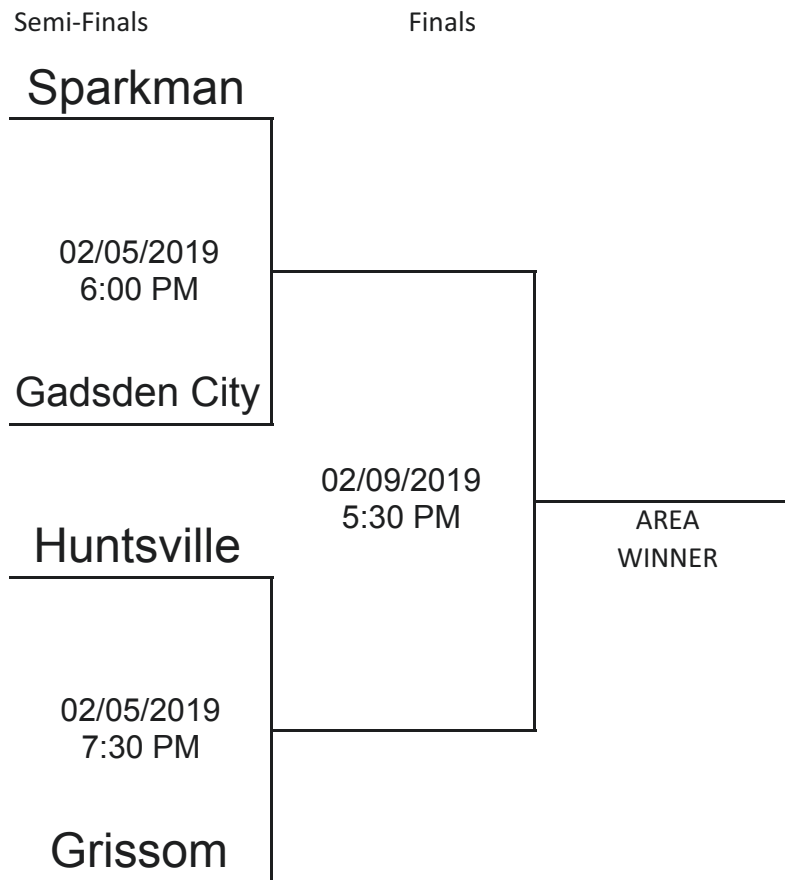 Semi-Finals
Finals
Sparkman
02/05/2019
6:00 PM
Gadsden City
02/09/2019
5:30 PM
AREA
WINNER
Huntsville
02/05/2019
7:30 PM
Grissom